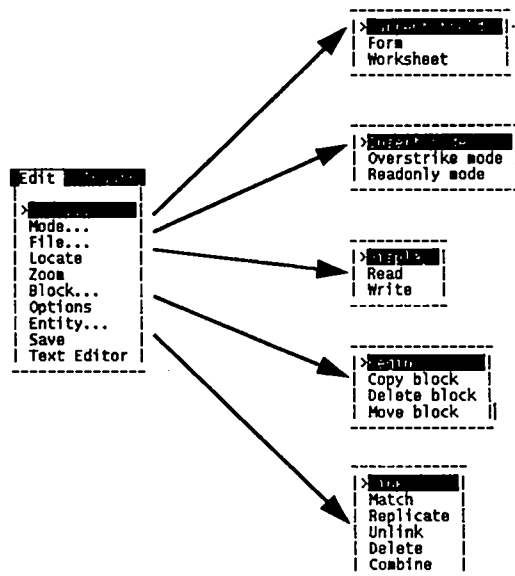 Form
Worksheet
Overstrike mode
Readonly mode
Edit
Mode...
File...
Locate
Zoom
Block...
Options
Entity...
Save
Text Editor
Read
Write
Copy block
Delete block
Move block
Match
Replicate
Unlink
Delete
Combine